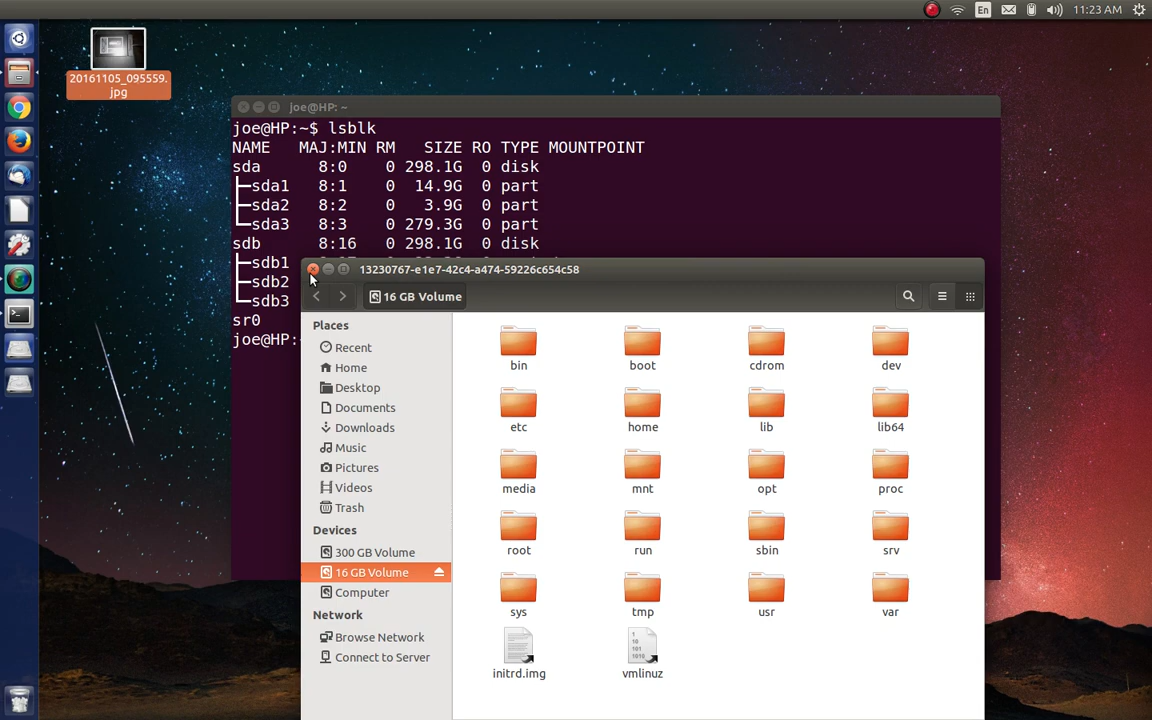 En
11:23 AM
20161105_095559.
jpg
joe@HP: ~
joe@HP:~$ lsblk
NAME MAJ:MIN RM SIZE RO TYPE MOUNTPOINT
sda 8:0 0 298.1G 0 disk
├─sda1 8:1 0 14.9G 0 part
├─sda2 8:2 0 3.9G 0 part
└─sda3 8:3 0 279.3G 0 part
sdb 8:16 0 298.1G 0 disk
├─sdb1
├─sdb2
└─sdb3
sr0
joe@HP:
13230767-e1e7-42c4-a474-59226c654c58
16 GB Volume
Places
Recent
Home
Desktop
Documents
Downloads
Music
Pictures
Videos
Trash
Devices
300 GB Volume
16 GB Volume
Computer
Network
Browse Network
Connect to Server
bin boot cdrom dev
etc home lib lib64
media mnt opt proc
root run sbin srv
sys tmp usr var
initrd.img vmlinuz